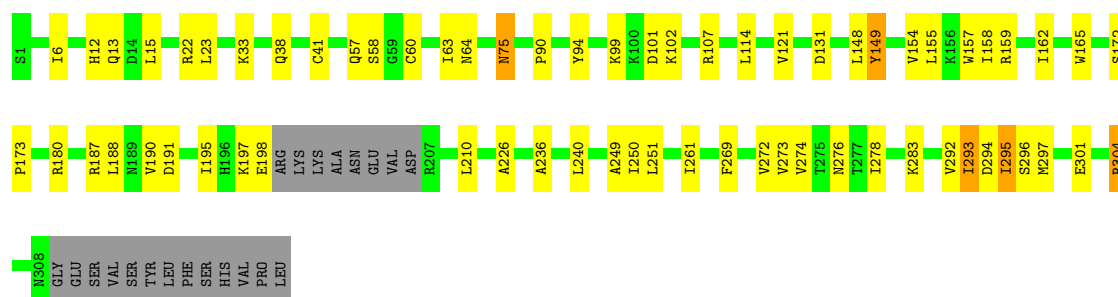 S1 I6 H12 Q13 D14 L15 R22 L23 K33 Q38 C41 Q57 S58 G59 C60 I63 N64 N75 P90 Y94 K99 K100 D101 K102 R107 L114 V121 D131 L148 Y149 V154 L155 K156 W157 I158 R159 I162 W165 S172
P173 R180 R187 L188 N189 V190 D191 I195 H196 K197 E198 ARG LYS LYS ALA ASN GLU VAL ASP R207 L210 A226 A236 L240 A249 I250 L251 I261 F269 V272 V273 V274 T275 N276 T277 I278 K283 V292 I293 D294 I295 S296 M297 E301 R304
N308 GLY GLU SER VAL SER TYR LEU PHE SER HIS VAL PRO LEU